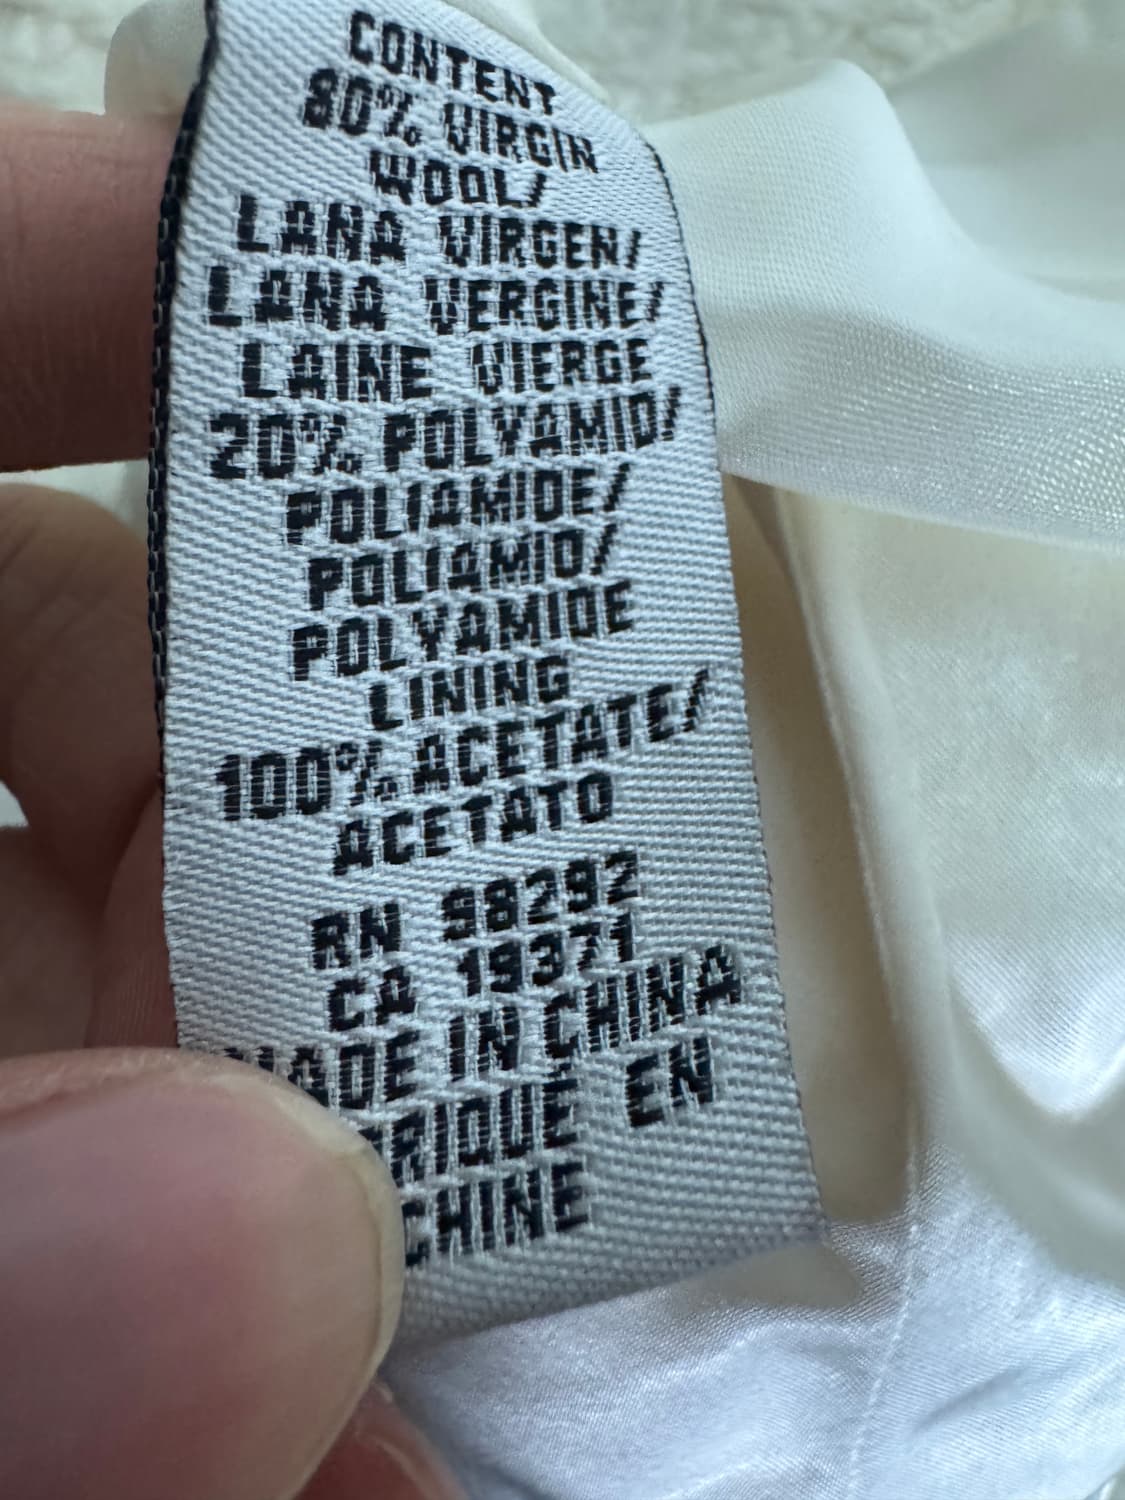 CONTENT
80% VIRGIN
WOOL/
LANA VIRGEN/
LANA VERGINE/
LAINE VIERGE
20% POLYAMID/
POLIAMIDE/
POLIAMID/
POLYAMIDE
LINING
100% ACETATE/
ACETATO
RN 98292
CA 19371
MADE IN CHINA
RIQUÉ EN
CHINE